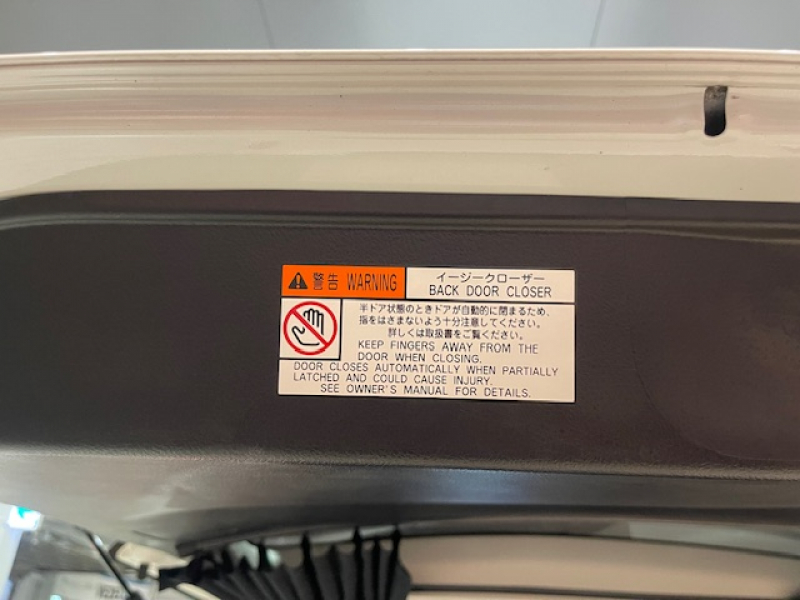 警告 WARNING
イージークローザー
BACK DOOR CLOSER
半ドア状態のときドアが自動的に閉まるため、
指をはさまないよう十分注意してください。
詳しくは取扱書をご覧ください。
KEEP FINGERS AWAY FROM THE
DOOR WHEN CLOSING.
DOOR CLOSES AUTOMATICALLY WHEN PARTIALLY
LATCHED AND COULD CAUSE INJURY.
SEE OWNER'S MANUAL FOR DETAILS.